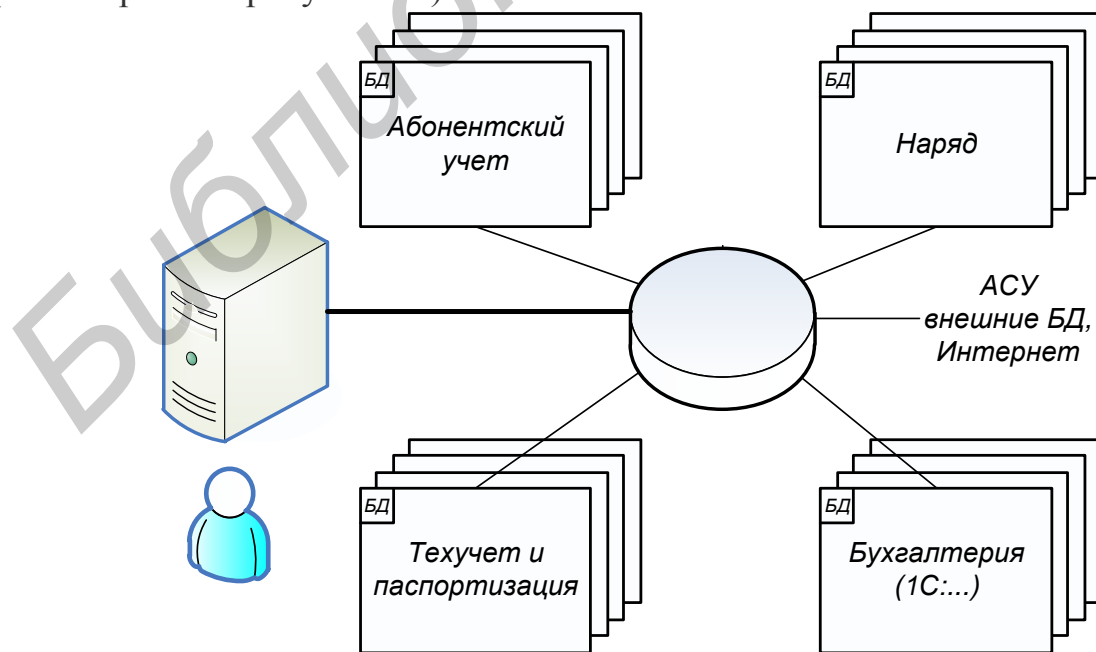 БД
Абонентский
учет
БД
Наряд
АСУ
внешние БД,
Интернет
БД
Техучет и
паспортизация
БД
Бухгалтерия
(1С:...)